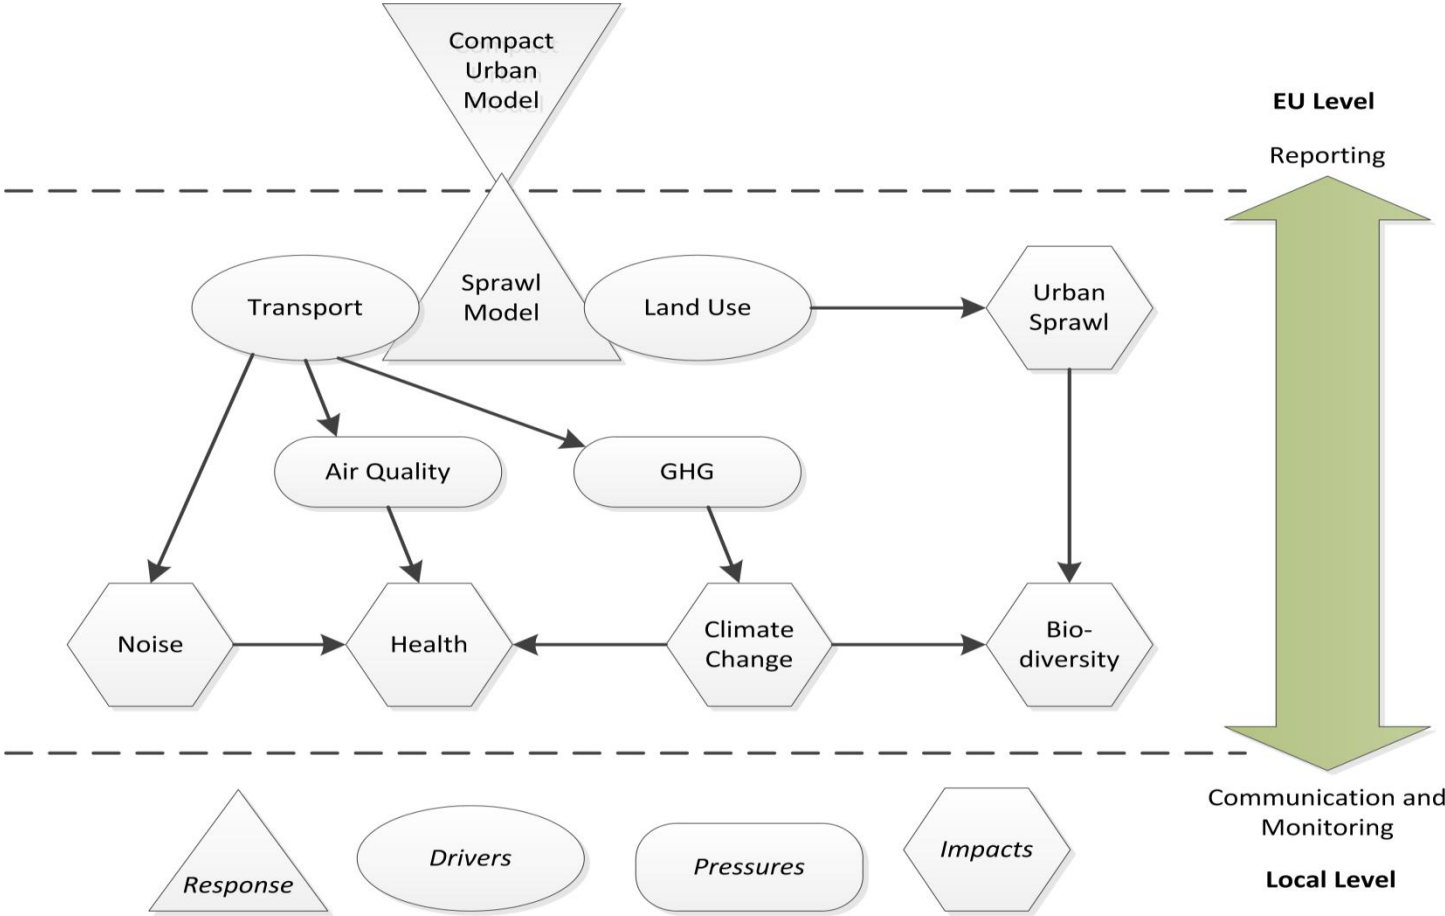 Compact
Urban
Model
EU Level
Reporting
Transport
Sprawl
Model
Land Use
Urban
Sprawl
Air Quality
GHG
Noise
Health
Climate
Change
Bio-
diversity
Response
Drivers
Pressures
Impacts
Communication and
Monitoring
Local Level